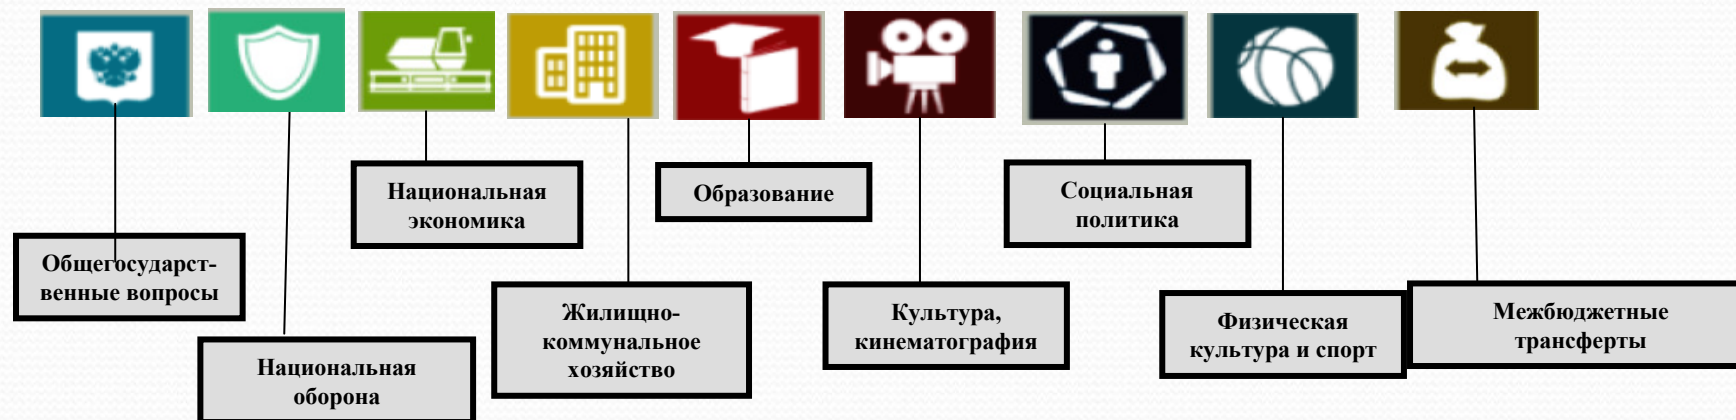 Общегосударст-
венные вопросы
Национальная
оборона
Национальная
экономика
Жилищно-
коммунальное
хозяйство
Образование
Культура,
кинематография
Социальная
политика
Физическая
культура и спорт
Межбюджетные
трансферты